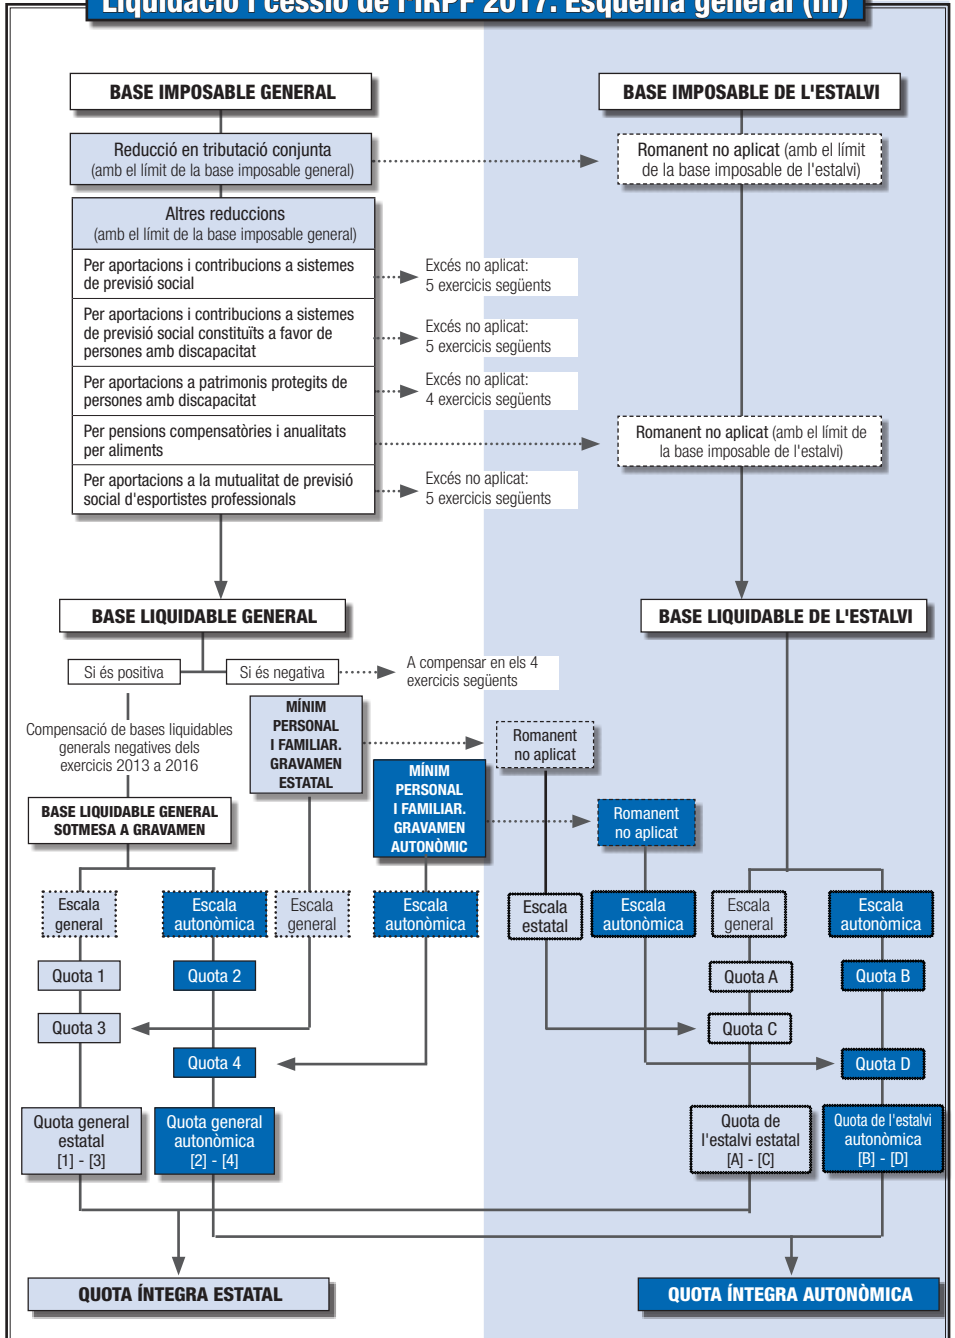 Liquidació i cessió de l'IRPF 2017. Esquema general (III)
BASE IMPOSABLE GENERAL
BASE IMPOSABLE DE L'ESTALVI
Reducció en tributació conjunta
(amb el límit de la base imposable general)
Romanent no aplicat (amb el límit
de la base imposable de l'estalvi)
Altres reduccions
(amb el límit de la base imposable general)
Per aportacions i contribucions a sistemes
de previsió social
Excés no aplicat:
5 exercicis següents
Per aportacions i contribucions a sistemes
de previsió social constituïts a favor de
persones amb discapacitat
Excés no aplicat:
5 exercicis següents
Per aportacions a patrimonis protegits de
persones amb discapacitat
Excés no aplicat:
4 exercicis següents
Per pensions compensatòries i anualitats
per aliments
Romanent no aplicat (amb el límit de
la base imposable de l'estalvi)
Per aportacions a la mutualitat de previsió
social d'esportistes professionals
Excés no aplicat:
5 exercicis següents
BASE LIQUIDABLE GENERAL
BASE LIQUIDABLE DE L'ESTALVI
Si és positiva
Si és negativa
A compensar en els 4
exercicis següents
Compensació de bases liquidables
generals negatives dels
exercicis 2013 a 2016
MÍNIM
PERSONAL
I FAMILIAR.
GRAVAMEN
ESTATAL
Romanent
no aplicat
MÍNIM
PERSONAL
I FAMILIAR.
GRAVAMEN
AUTONÒMIC
Romanent
no aplicat
BASE LIQUIDABLE GENERAL
SOTMESA A GRAVAMEN
Escala
general
Escala
autonòmica
Escala
general
Escala
autonòmica
Escala
estatal
Escala
autonòmica
Escala
general
Escala
autonòmica
Quota 1
Quota 2
Quota A
Quota B
Quota 3
Quota C
Quota 4
Quota D
Quota general
estatal
[1] - [3]
Quota general
autonòmica
[2] - [4]
Quota de
l'estalvi estatal
[A] - [C]
Quota de l'estalvi
autonòmica
[B] - [D]
QUOTA ÍNTEGRA ESTATAL
QUOTA ÍNTEGRA AUTONÒMICA